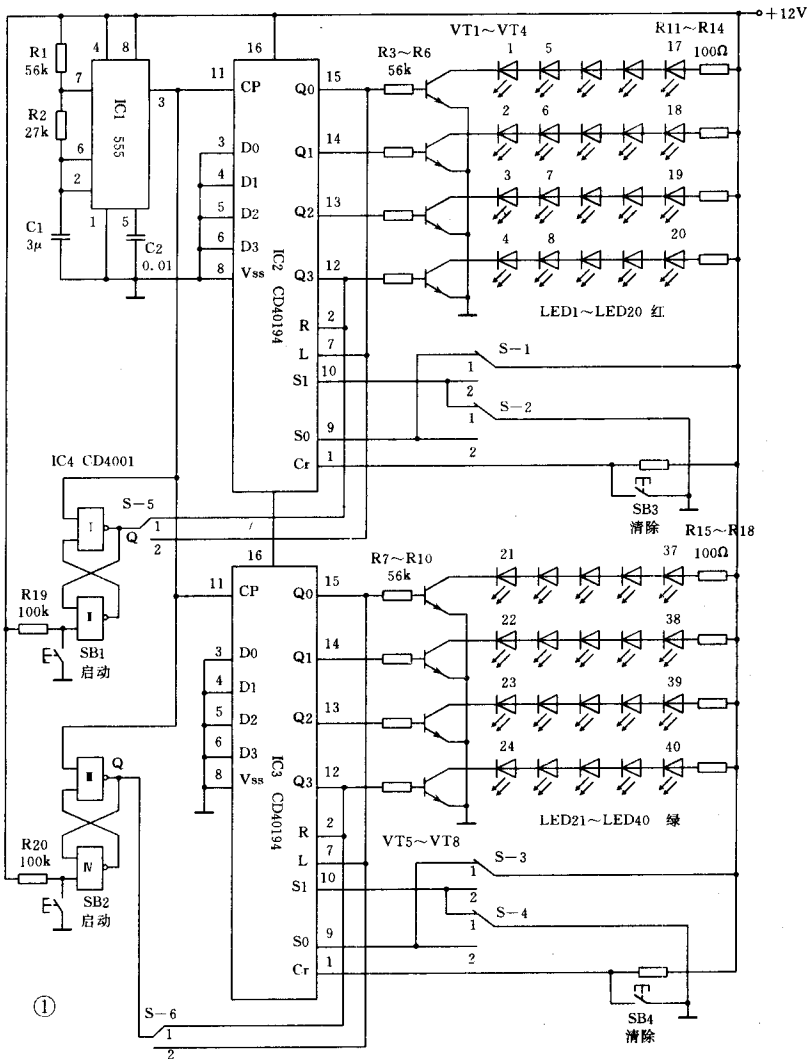 +12V
R1
56k
R2
27k
C1
3μ
4
8
7
6
2
1
5
3
IC1 555
C2
0.01
16
11
CP
3
D0
4
D1
5
D2
6
D3
8
Vss
IC2 CD40194
Q0
15
Q1
14
Q2
13
Q3
12
R
2
L
7
S1
10
S0
9
Cr
1
R3~R6
56k
VT1~VT4
R11~R14
100Ω
1
5
17
2
6
18
3
7
19
4
8
20
LED1~LED20 红
S-1
1
2
S-2
1
2
SB3
清除
IC4 CD4001
Ⅰ
Ⅱ
Q
S-5
1
2
R19
100k
SB1
启动
Ⅲ
Ⅳ
Q
R20
100k
SB2
启动
S-6
1
2
16
11
CP
3
D0
4
D1
5
D2
6
D3
8
Vss
IC3 CD40194
Q0
15
Q1
14
Q2
13
Q3
12
R
2
L
7
S1
10
S0
9
Cr
1
R7~R10
56k
VT5~VT8
R15~R18
100Ω
21
37
22
38
23
39
24
40
LED21~LED40 绿
S-3
1
2
S-4
1
2
SB4
清除
①